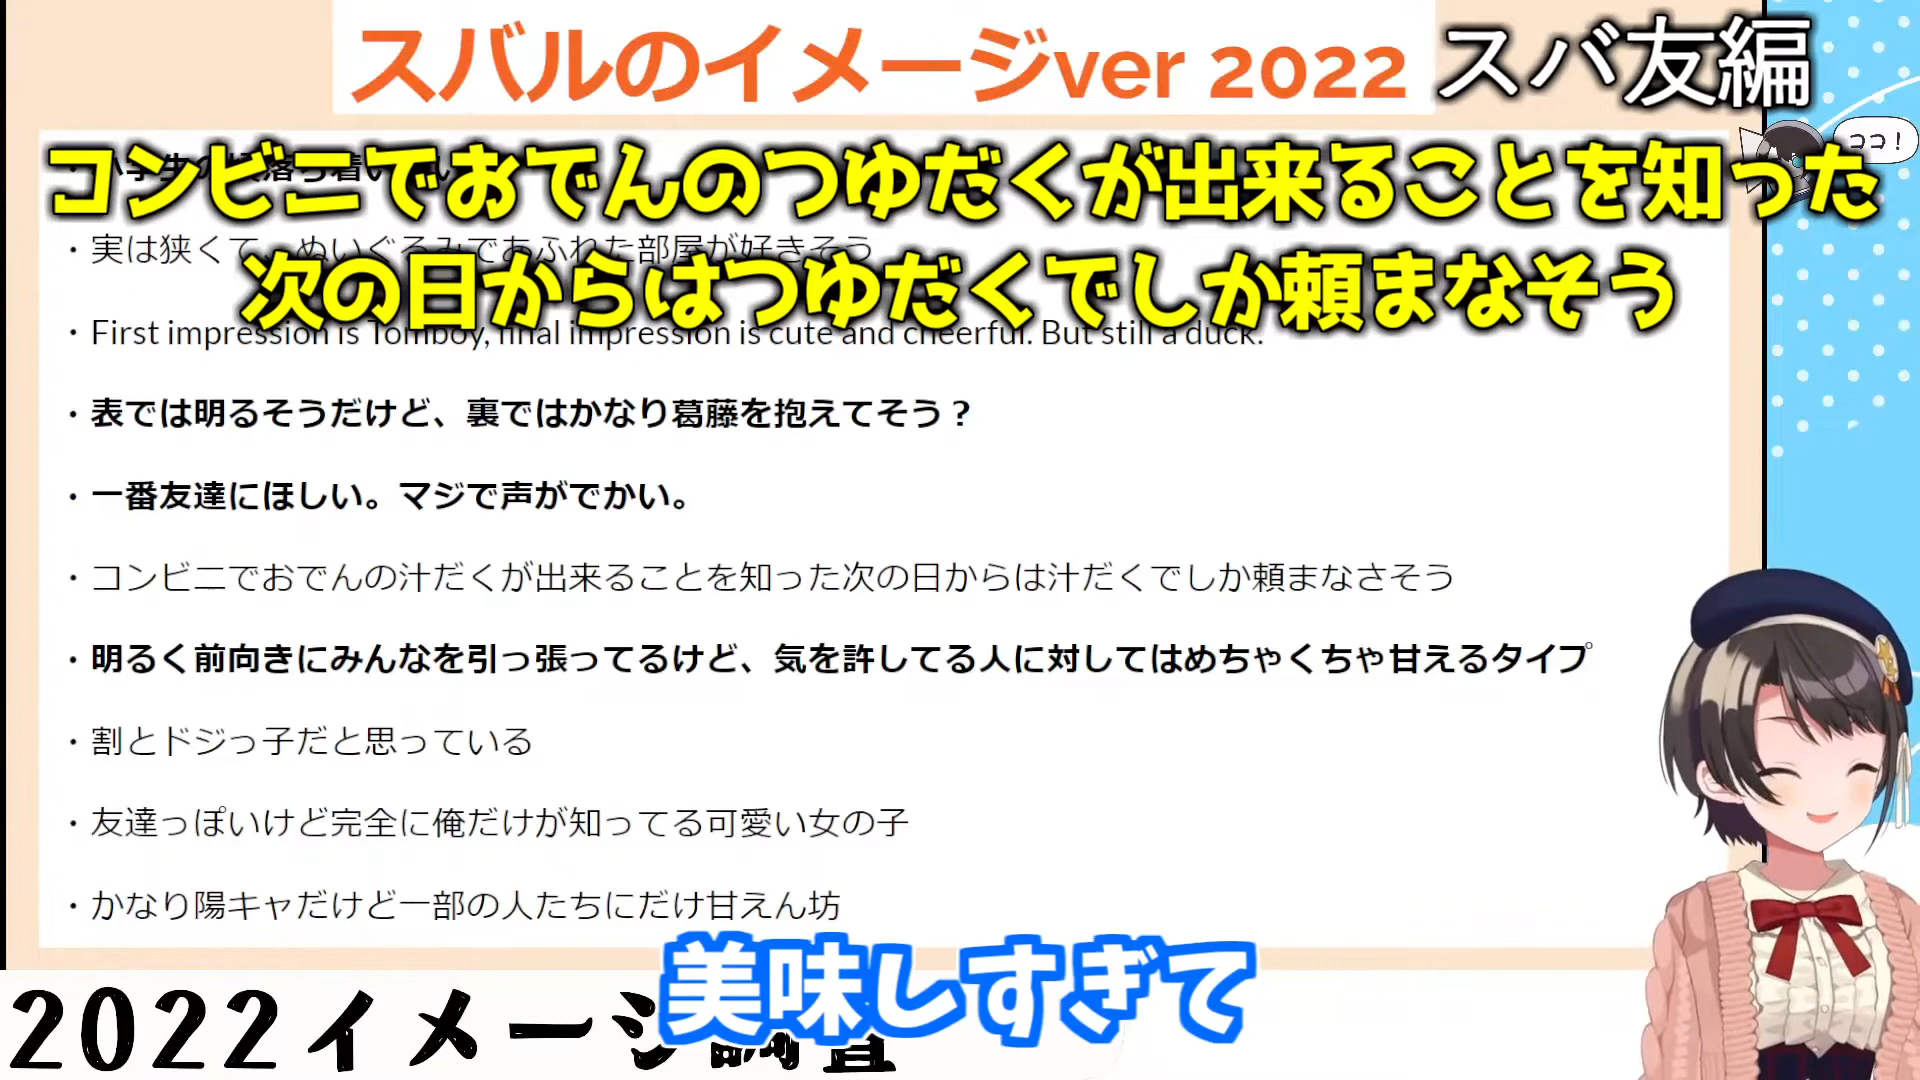 スバルのイメージver 2022 スバ友編
ココ！
コンビニでおでんのつゆだくが出来ることを知った
・実は狭くて、ぬいぐるみであふれた部屋が好きそう
次の日からはつゆだくでしか頼まなそう
・First impression is Tomboy, final impression is cute and cheerful. But still a duck.
・表では明るそうだけど、裏ではかなり葛藤を抱えてそう？
・一番友達にほしい。マジで声がでかい。
・コンビニでおでんの汁だくが出来ることを知った次の日からは汁だくでしか頼まなさそう
・明るく前向きにみんなを引っ張ってるけど、気を許してる人に対してはめちゃくちゃ甘えるタイプ
・割とドジっ子だと思っている
・友達っぽいけど完全に俺だけが知ってる可愛い女の子
・かなり陽キャだけど一部の人たちにだけ甘えん坊
美味しすぎて
2022イメージ調査